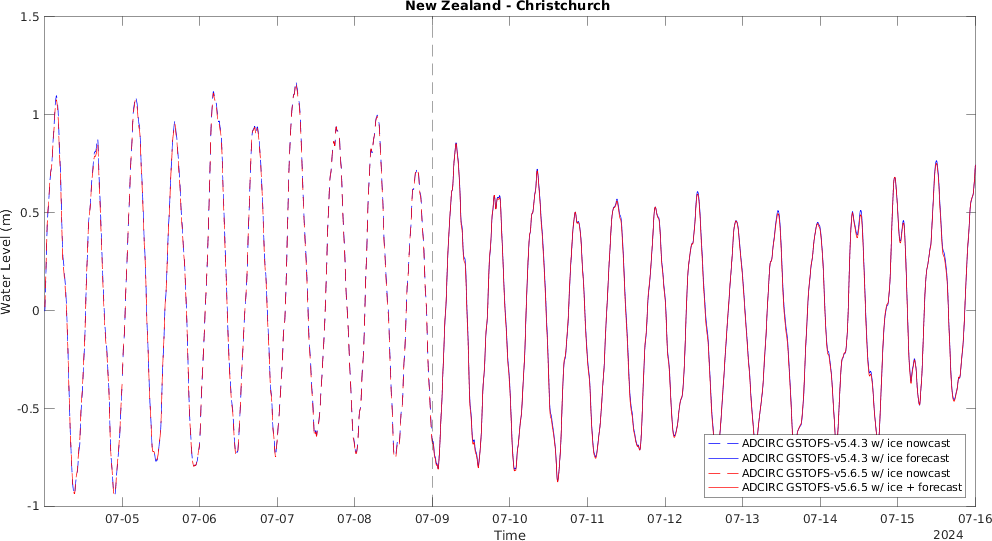 New Zealand - Christchurch
1.5
1
0.5
0
-0.5
-1
Water Level (m)
07-05 07-06 07-07 07-08 07-09 07-10 07-11 07-12 07-13 07-14 07-15 07-16
Time
2024
ADCIRC GSTOFS-v5.4.3 w/ ice nowcast
ADCIRC GSTOFS-v5.4.3 w/ ice forecast
ADCIRC GSTOFS-v5.6.5 w/ ice nowcast
ADCIRC GSTOFS-v5.6.5 w/ ice + forecast